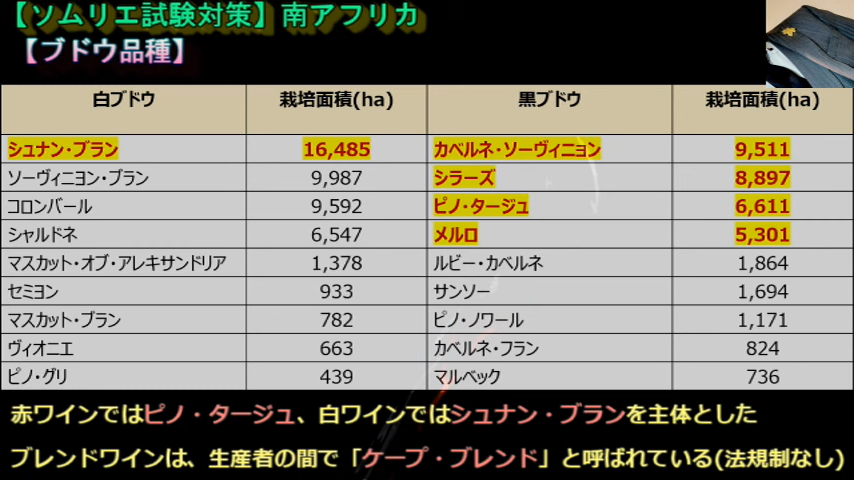 【ソムリエ試験対策】南アフリカ
【ブドウ品種】
白ブドウ 栽培面積(ha) 黒ブドウ 栽培面積(ha)
シュナン・ブラン 16,485 カベルネ・ソーヴィニョン 9,511
ソーヴィニヨン・ブラン 9,987 シラーズ 8,897
コロンバール 9,592 ピノ・タージュ 6,611
シャルドネ 6,547 メルロ 5,301
マスカット・オブ・アレキサンドリア 1,378 ルビー・カベルネ 1,864
セミヨン 933 サンソー 1,694
マスカット・ブラン 782 ピノ・ノワール 1,171
ヴィオニエ 663 カベルネ・フラン 824
ピノ・グリ 439 マルベック 736
赤ワインではピノ・タージュ、白ワインではシュナン・ブランを主体とした
ブレンドワインは、生産者の間で「ケープ・ブレンド」と呼ばれている(法規制なし)